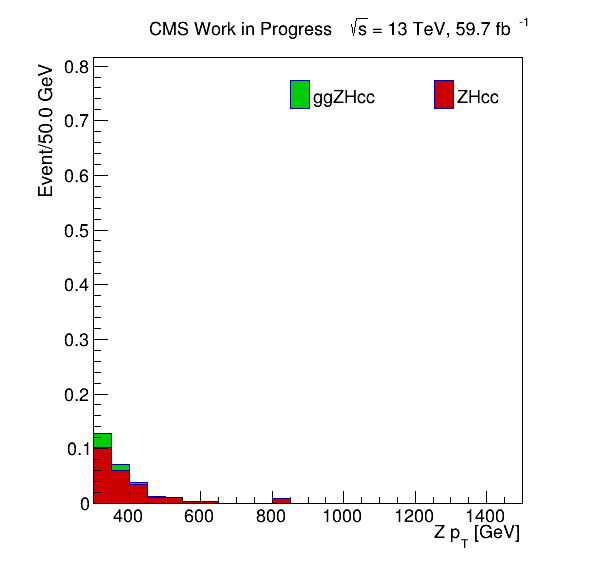 CMS Work in Progress √s = 13 TeV, 59.7 fb⁻¹
Event/50.0 GeV
ggZHcc ZHcc
0.8
0.7
0.6
0.5
0.4
0.3
0.2
0.1
0
400 600 800 1000 1200 1400
Z p_T [GeV]